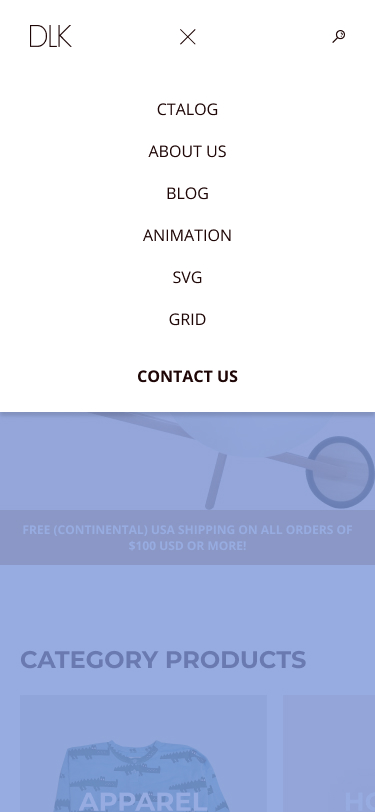 DLK
CTALOG
ABOUT US
BLOG
ANIMATION
SVG
GRID
CONTACT US
FREE (CONTINENTAL) USA SHIPPING ON ALL ORDERS OF
$100 USD OR MORE!
CATEGORY PRODUCTS
APPAREL